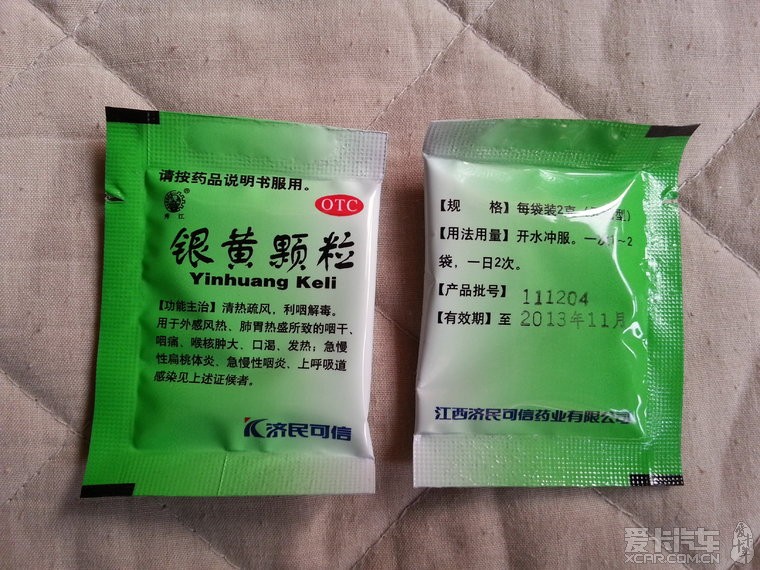 请按药品说明书服用。
OTC
银黄颗粒
Yinhuang Keli
【功能主治】清热疏风，利咽解毒。
用于外感风热、肺胃热盛所致的咽干、
咽痛、喉核肿大、口渴、发热；急慢
性扁桃体炎、急慢性咽炎、上呼吸道
感染见上述证候者。
济民可信
【规 格】每袋装2克 型）
【用法用量】开水冲服。一次1~2
袋，一日2次。
【产品批号】 111204
【有效期】至 2013年11月
江西济民可信药业有限公司
爱卡汽车
XCAR.COM.CN